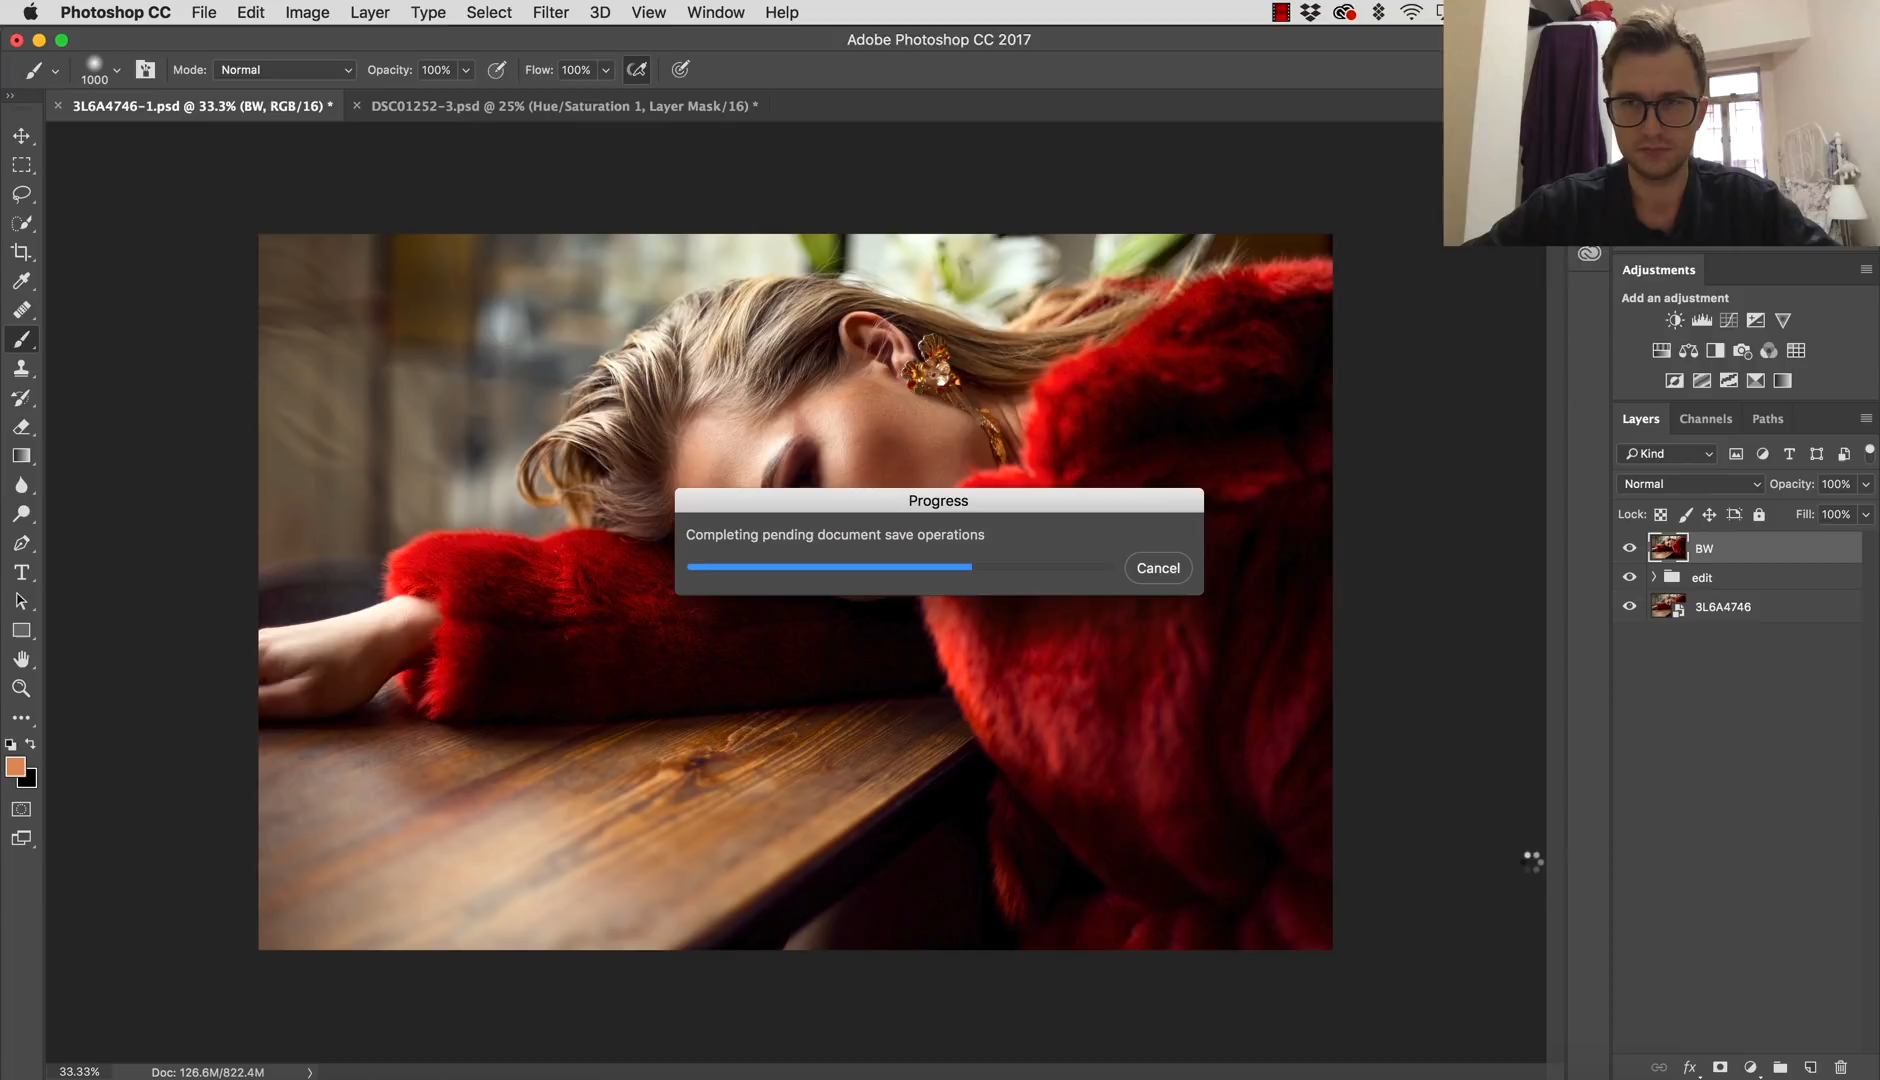 Photoshop CC File Edit Image Layer Type Select Filter 3D View Window Help
Adobe Photoshop CC 2017
1000 Mode: Normal Opacity: 100% Flow: 100%
3L6A4746-1.psd @ 33.3% (BW, RGB/16) * DSC01252-3.psd @ 25% (Hue/Saturation 1, Layer Mask/16) *
Adjustments
Add an adjustment
Layers Channels Paths
Kind
Normal Opacity: 100%
Lock: Fill: 100%
BW
edit
3L6A4746
Progress
Completing pending document save operations
Cancel
33.33% Doc: 126.6M/822.4M